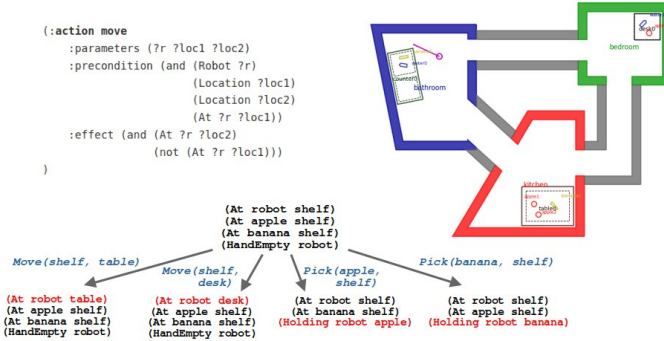 (:action move
:parameters (?r ?loc1 ?loc2)
:precondition (and (Robot ?r)
(Location ?loc1)
(Location ?loc2)
(At ?r ?loc1))
:effect (and (At ?r ?loc2)
(not (At ?r ?loc1)))
)
bedroom
counter0
bathroom
kitchen
(At robot shelf)
(At apple shelf)
(At banana shelf)
(HandEmpty robot)
Move(shelf, table)
Move(shelf,
desk)
Pick(apple,
shelf)
Pick(banana, shelf)
(At robot table)
(At apple shelf)
(At banana shelf)
(HandEmpty robot)
(At robot desk)
(At apple shelf)
(At banana shelf)
(HandEmpty robot)
(At robot shelf)
(At banana shelf)
(Holding robot apple)
(At robot shelf)
(At apple shelf)
(Holding robot banana)